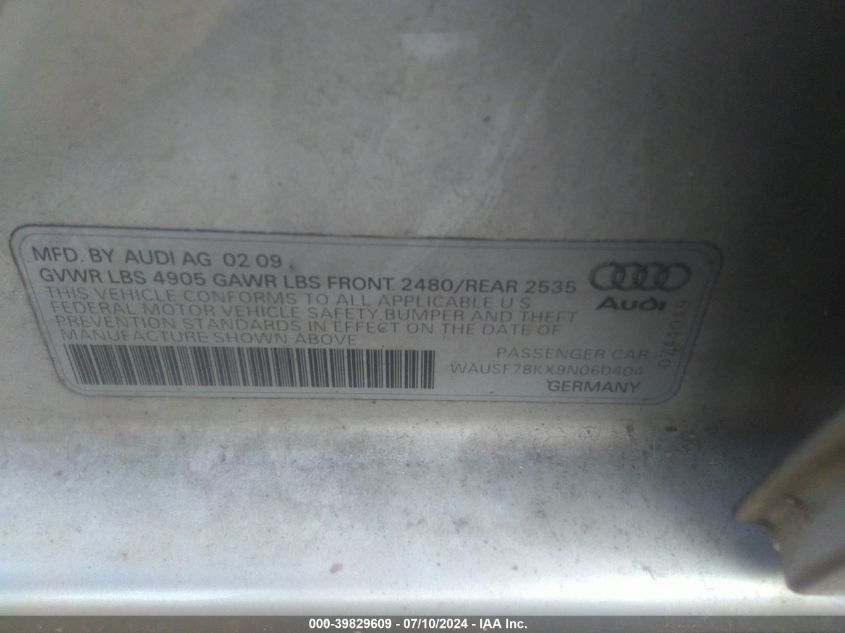 MFD. BY AUDI AG 02 09
GVWR LBS 4905 GAWR LBS FRONT 2480/REAR 2535
THIS VEHICLE CONFORMS TO ALL APPLICABLE U S
FEDERAL MOTOR VEHICLE SAFETY,BUMPER AND THEFT
PREVENTION STANDARDS IN EFFECT ON THE DATE OF
MANUFACTURE SHOWN ABOVE
Audi
PASSENGER CAR
WAUSF78KX9N060404
GERMANY
000-39829609 - 07/10/2024 - IAA Inc.